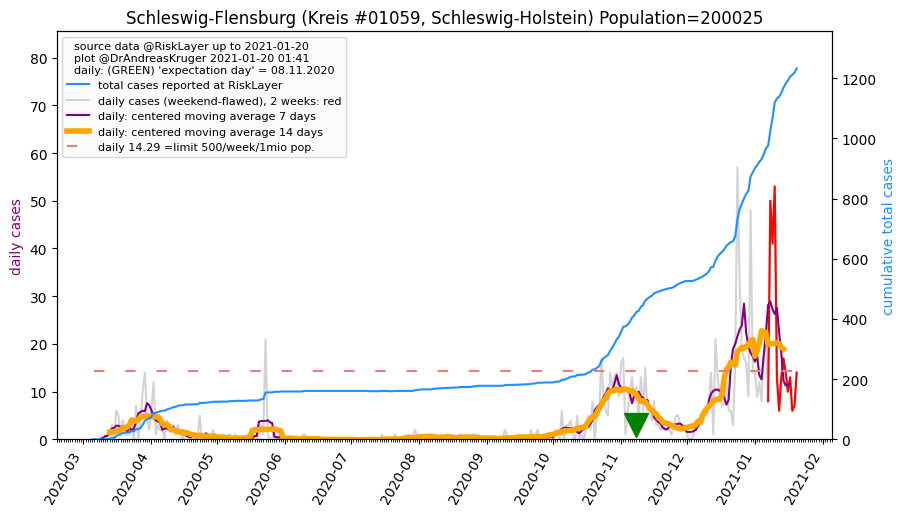 Schleswig-Flensburg (Kreis #01059, Schleswig-Holstein) Population=200025
source data @RiskLayer up to 2021-01-20
plot @DrAndreasKruger 2021-01-20 01:41
daily: (GREEN) 'expectation day' = 08.11.2020
total cases reported at RiskLayer
daily cases (weekend-flawed), 2 weeks: red
daily: centered moving average 7 days
daily: centered moving average 14 days
daily 14.29 =limit 500/week/1mio pop.
daily cases
80
70
60
50
40
30
20
10
0
cumulative total cases
1200
1000
800
600
400
200
0
2020-03
2020-04
2020-05
2020-06
2020-07
2020-08
2020-09
2020-10
2020-11
2020-12
2021-01
2021-02